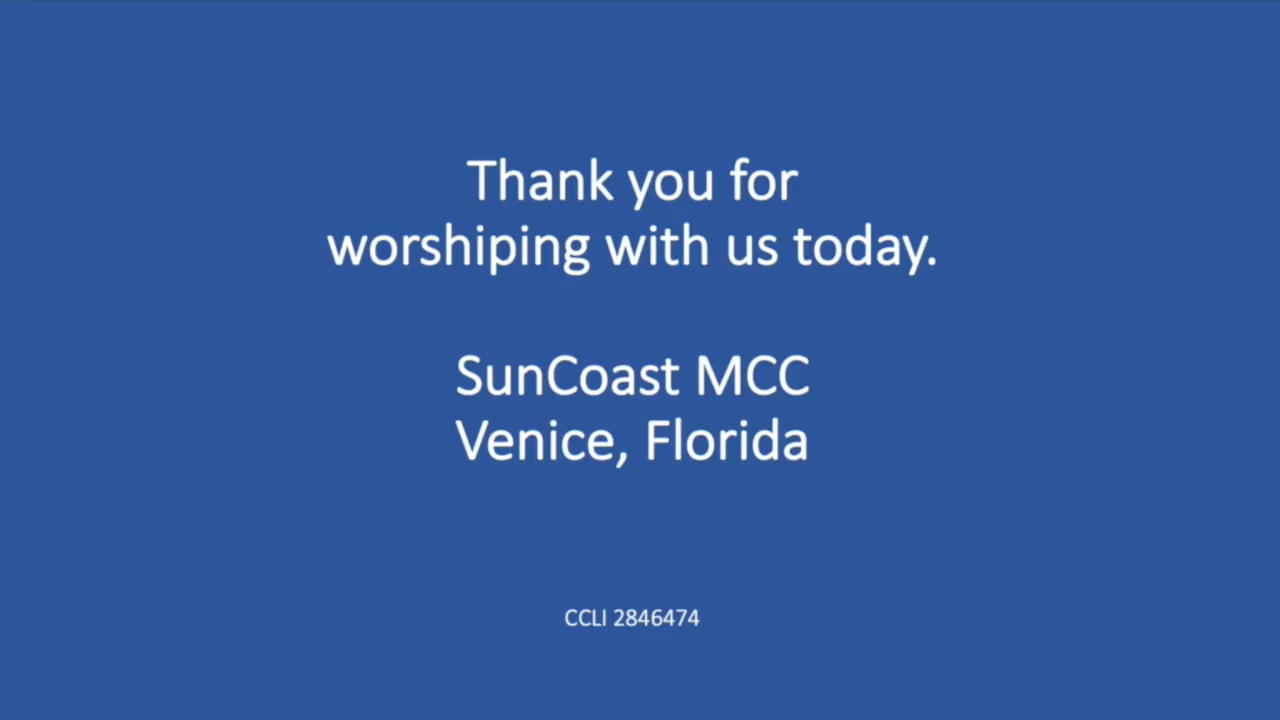 Thank you for
worshiping with us today.
SunCoast MCC
Venice, Florida
CCLI 2846474